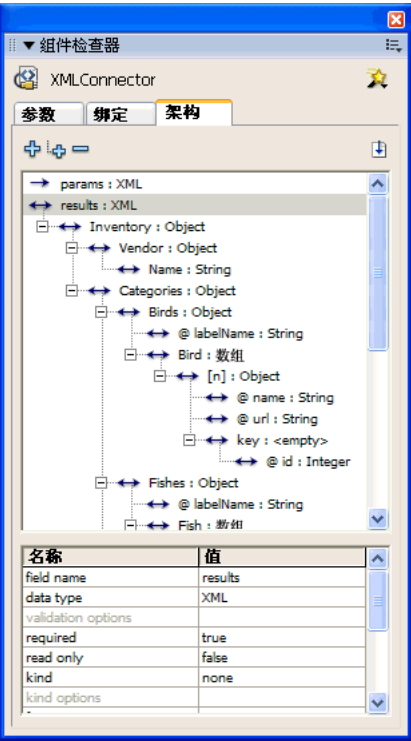 组件检查器
XMLConnector
参数 绑定 架构
params : XML
results : XML
Inventory : Object
Vendor : Object
Name : String
Categories : Object
Birds : Object
@ labelName : String
Bird : 数组
[n] : Object
@ name : String
@ url : String
key : <empty>
@ id : Integer
Fishes : Object
@ labelName : String
Fish : 数组
名称 值
field name results
data type XML
validation options
required true
read only false
kind none
kind options